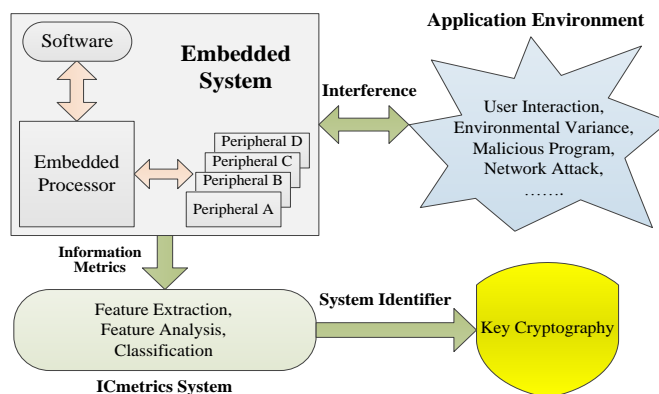 Software
Embedded
System
Embedded
Processor
Peripheral D
Peripheral C
Peripheral B
Peripheral A
Interference
Application Environment
User Interaction,
Environmental Variance,
Malicious Program,
Network Attack,
…….
Information
Metrics
Feature Extraction,
Feature Analysis,
Classification
ICmetrics System
System Identifier
Key Cryptography